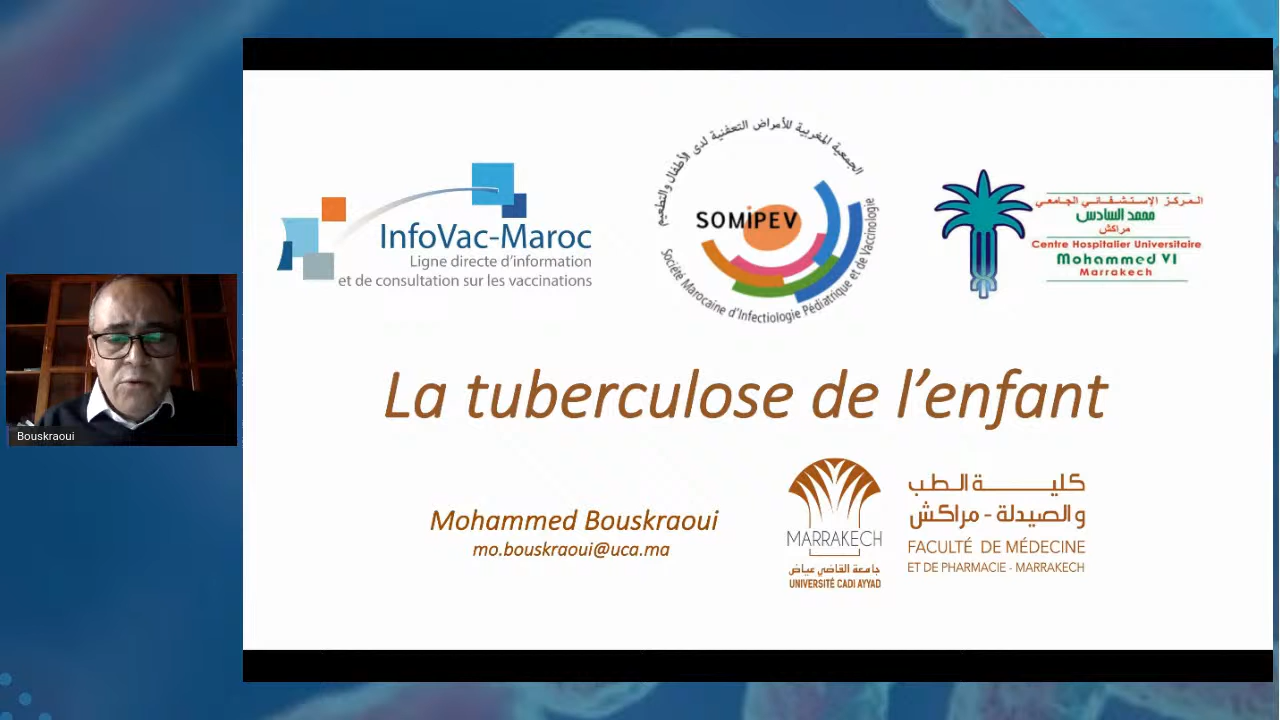 InfoVac-Maroc
Ligne directe d'information
et de consultation sur les vaccinations
الجمعية المغربية للأمراض التعفنية لدى الأطفال والتطعيم
SOMIPEV
Société Marocaine d'Infectiologie Pédiatrique et de Vaccinologie
المركز الإستشفائي الجامعي
محمد السادس
مراكش
Centre Hospitalier Universitaire
Mohammed VI
Marrakech
Bouskraoui
La tuberculose de l'enfant
Mohammed Bouskraoui
mo.bouskraoui@uca.ma
MARRAKECH
جامعة القاضي عياض
UNIVERSITÉ CADI AYYAD
كلية الطب
والصيدلة - مراكش
FACULTÉ DE MÉDECINE
ET DE PHARMACIE - MARRAKECH